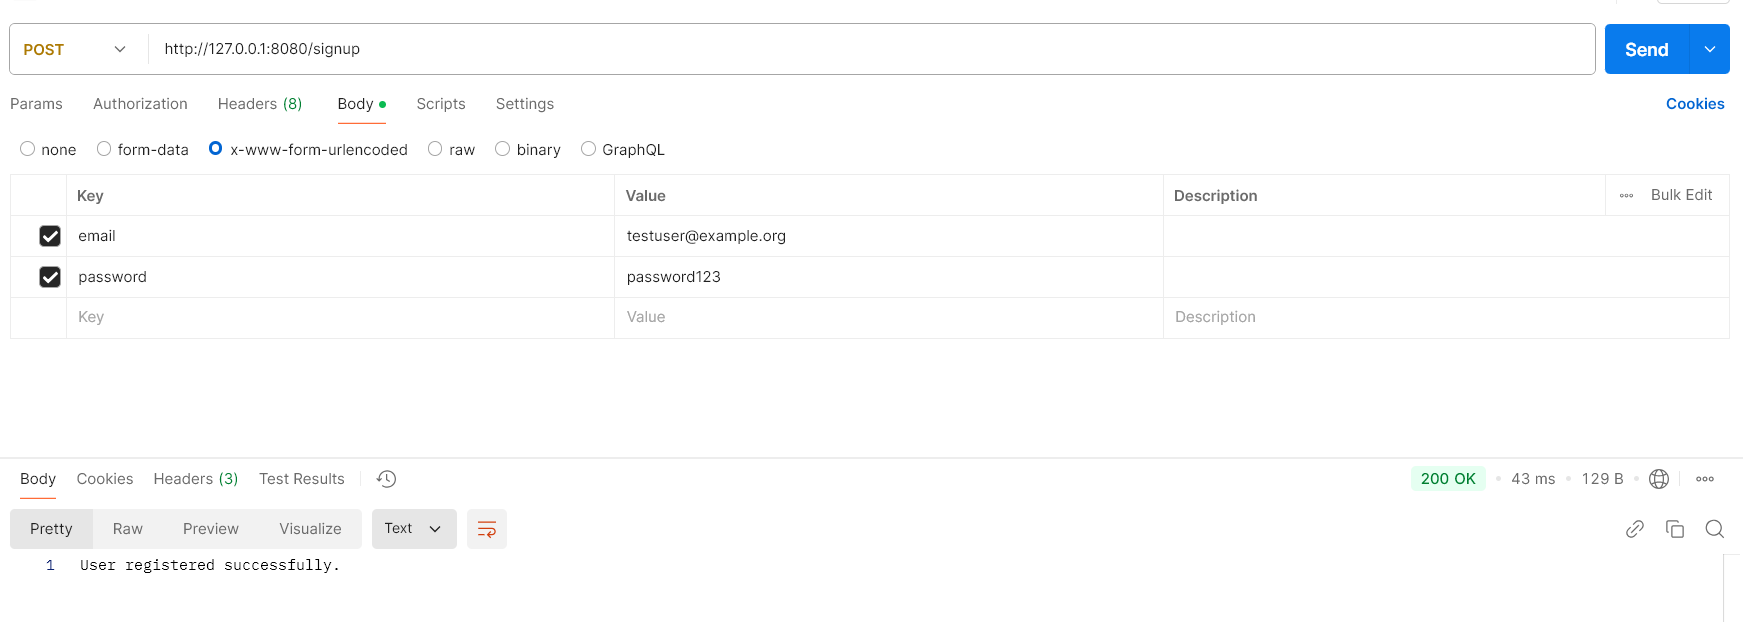 POST http://127.0.0.1:8080/signup Send
Params Authorization Headers (8) Body Scripts Settings Cookies
none form-data x-www-form-urlencoded raw binary GraphQL
Key Value Description Bulk Edit
email testuser@example.org
password password123
Key Value Description
Body Cookies Headers (3) Test Results 200 OK 43 ms 129 B
Pretty Raw Preview Visualize Text
1 User registered successfully.